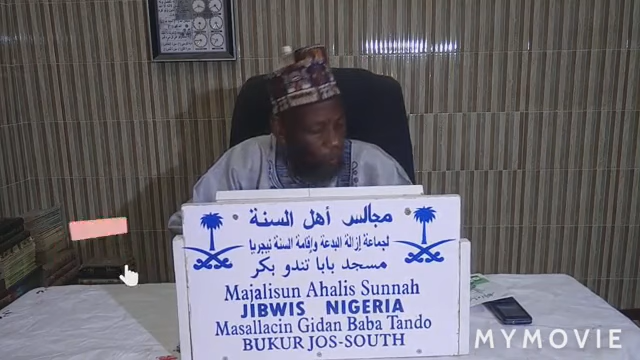 مجالس أهل السنة
لجماعة إزالة البدعة وإقامة السنة نيجريا
مسجد بابا تندو بكر
Majalisun Ahalis Sunnah
JIBWIS NIGERIA
Masallacin Gidan Baba Tando
BUKUR JOS-SOUTH
MYMOVIE